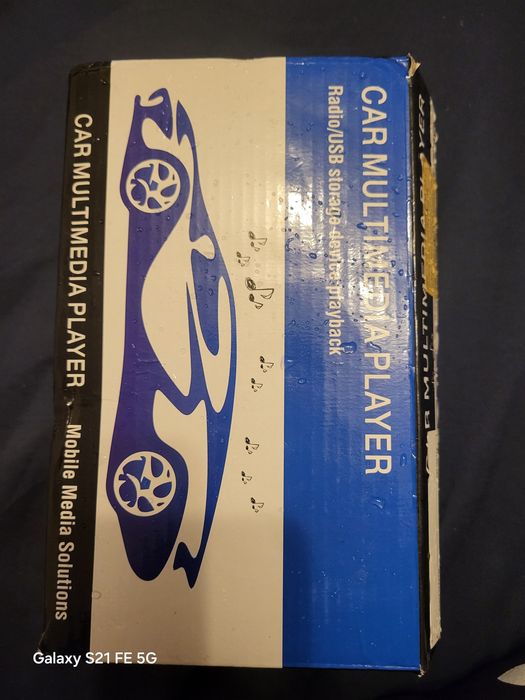 CAR MULTIMEDIA PLAYER
Radio/USB storage device playback
CAR MULTIMEDIA PLAYER Mobile Media Solutions
Galaxy S21 FE 5G